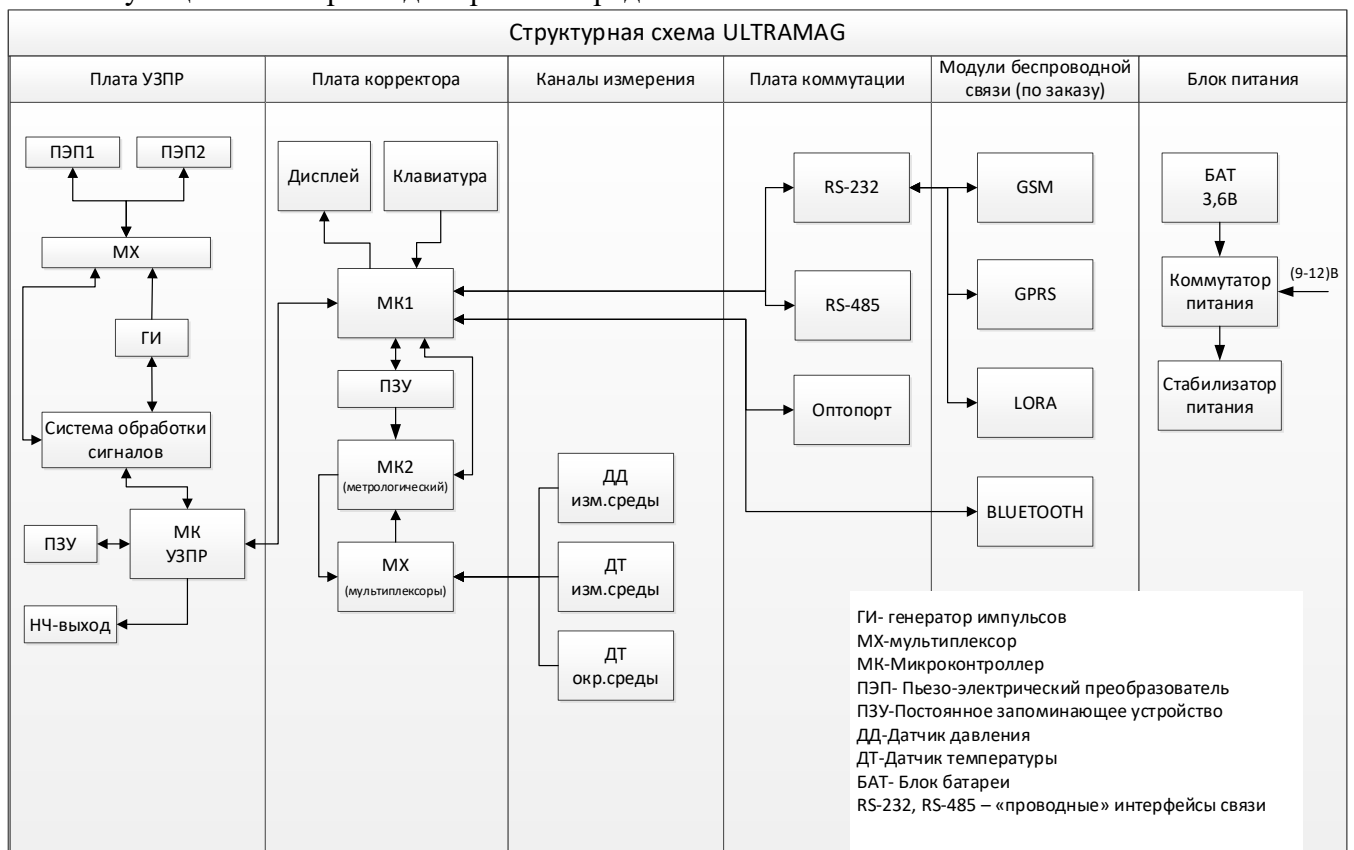 Структурная схема ULTRAMAG
Плата УЗПР
Плата корректора
Каналы измерения
Плата коммутации
Модули беспроводной
связи (по заказу)
Блок питания
ПЭП1
ПЭП2
МХ
ГИ
Система обработки
сигналов
ПЗУ
МК
УЗПР
НЧ-выход
Дисплей
Клавиатура
МК1
ПЗУ
МК2
(метрологический)
МХ
(мультиплексоры)
ДД
изм.среды
ДТ
изм.среды
ДТ
окр.среды
RS-232
RS-485
Оптопорт
GSM
GPRS
LORA
BLUETOOTH
БАТ
3,6В
Коммутатор
питания
(9-12)В
Стабилизатор
питания
ГИ- генератор импульсов
МХ-мультиплексор
МК-Микроконтроллер
ПЭП- Пьезо-электрический преобразователь
ПЗУ-Постоянное запоминающее устройство
ДД-Датчик давления
ДТ-Датчик температуры
БАТ- Блок батареи
RS-232, RS-485 – «проводные» интерфейсы связи